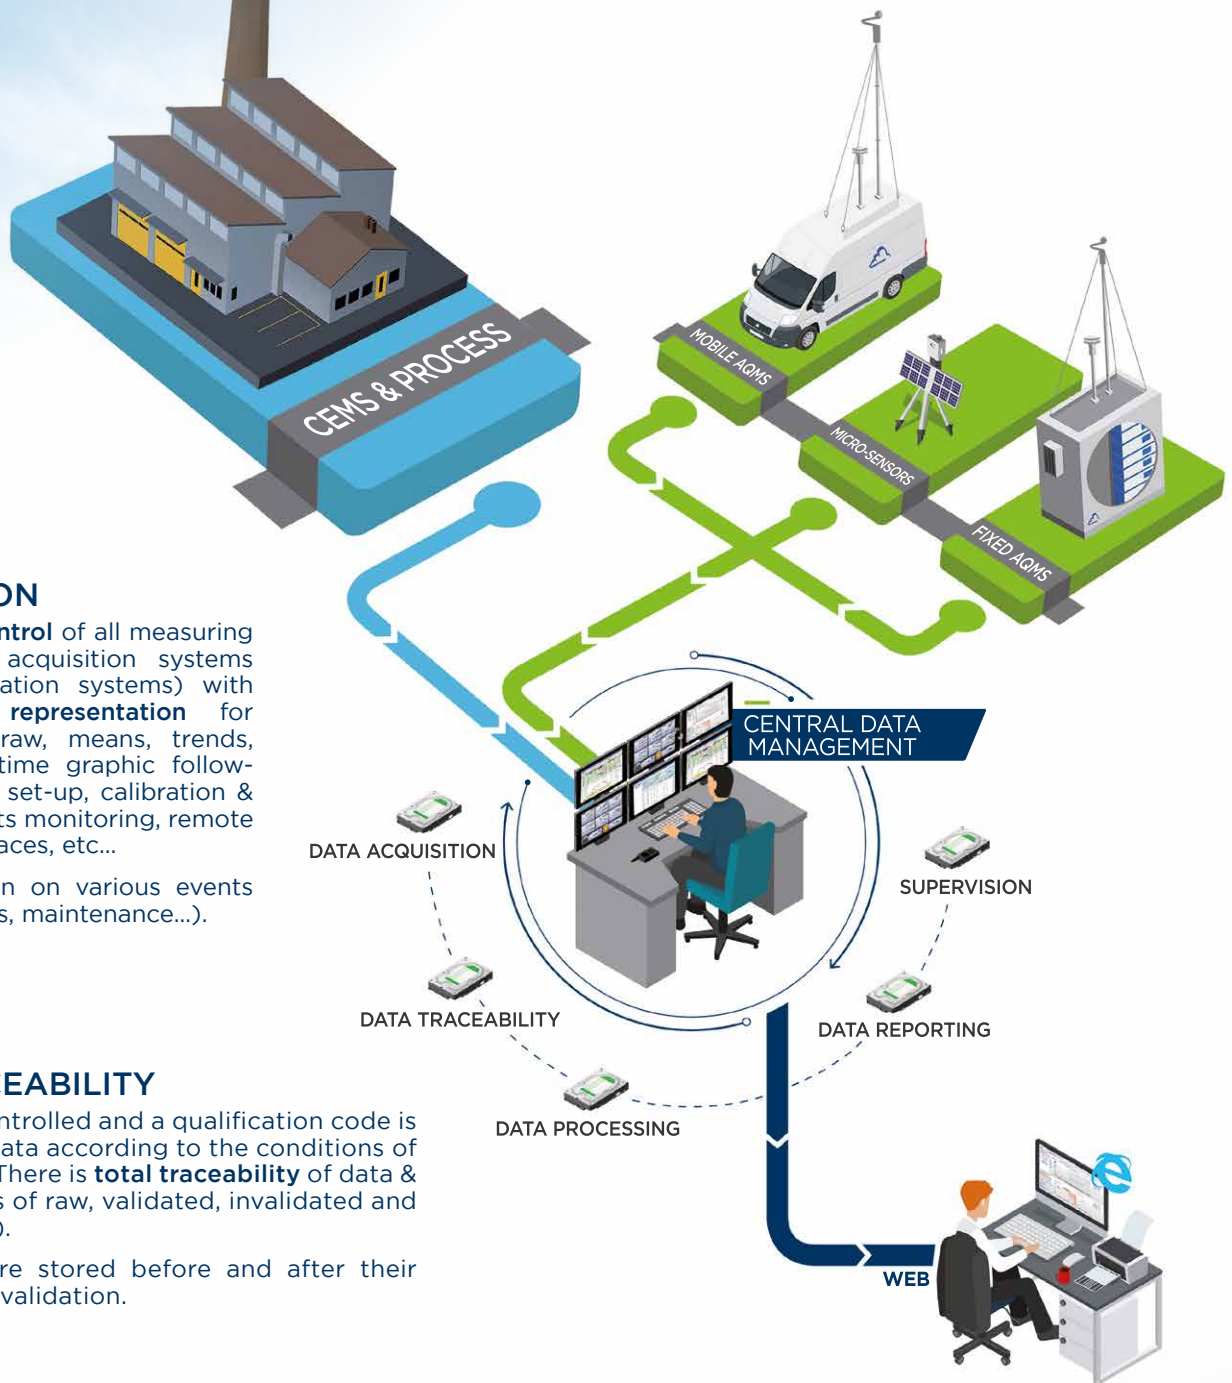 CEMS & PROCESS
MOBILE AQMS
MICRO-SENSORS
FIXED AQMS
ON
ntrol of all measuring
acquisition systems
ation systems) with
representation for
raw, means, trends,
time graphic follow-
set-up, calibration &
ts monitoring, remote
aces, etc...
n on various events
s, maintenance...).
CENTRAL DATA
MANAGEMENT
DATA ACQUISITION
SUPERVISION
DATA TRACEABILITY
DATA REPORTING
DATA PROCESSING
CEABILITY
ntrolled and a qualification code is
ata according to the conditions of
There is total traceability of data &
s of raw, validated, invalidated and
).
re stored before and after their
validation.
WEB